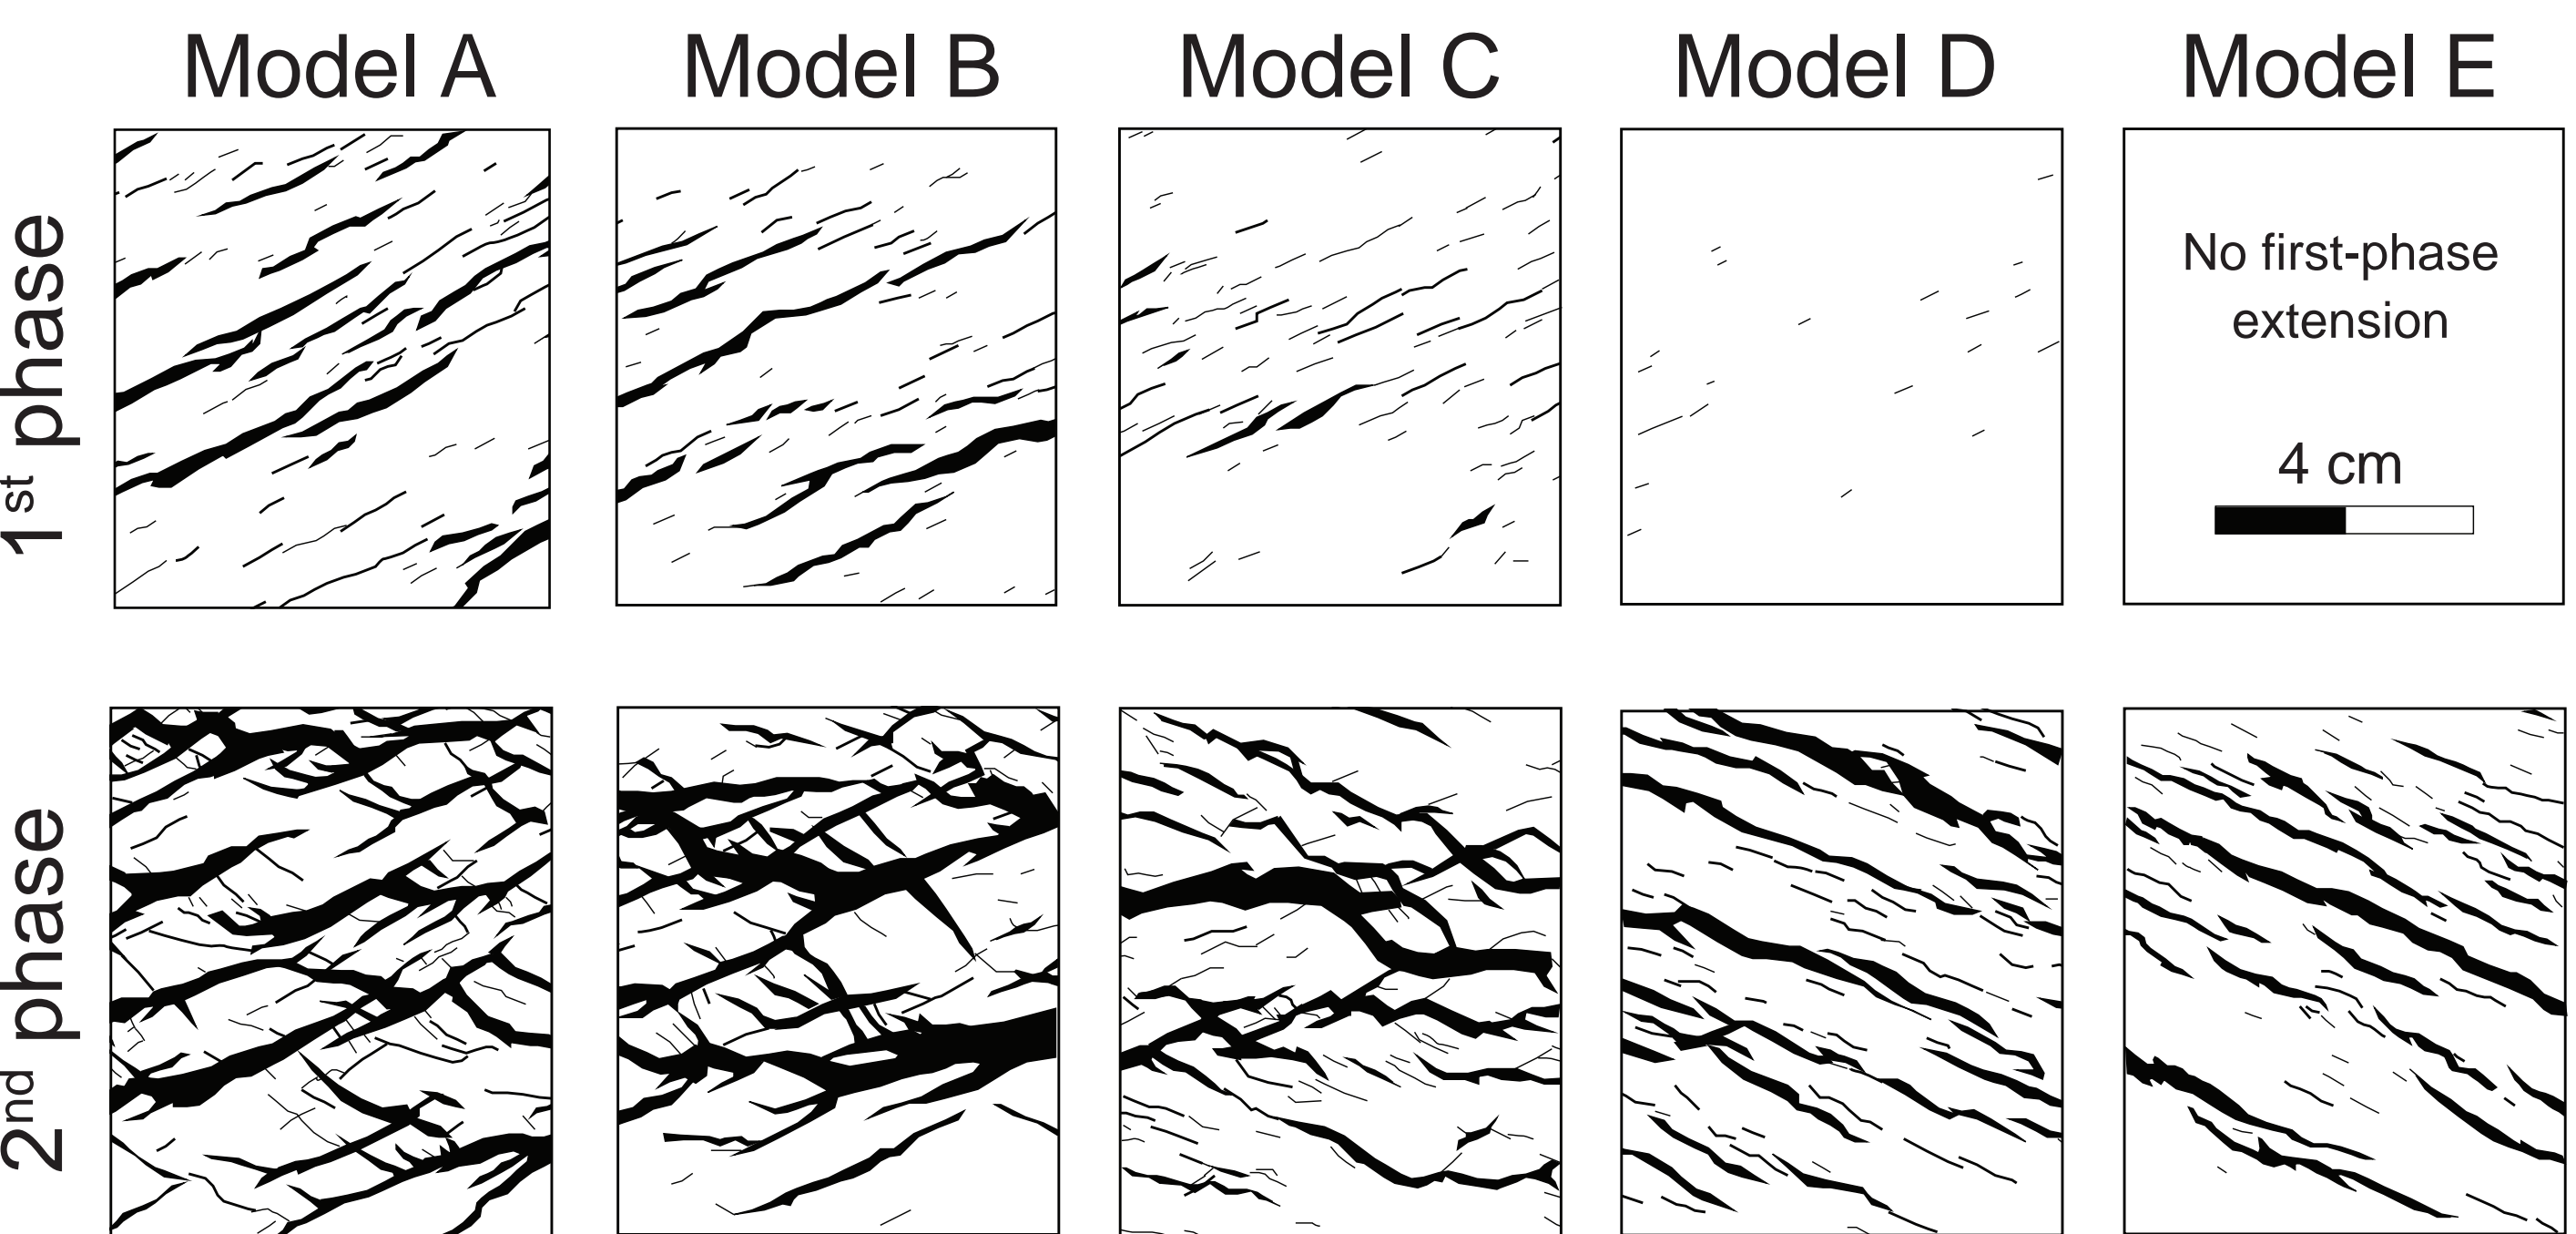 Model A
Model B
Model C
Model D
Model E
1st phase
No first-phase
extension
4 cm
2nd phase